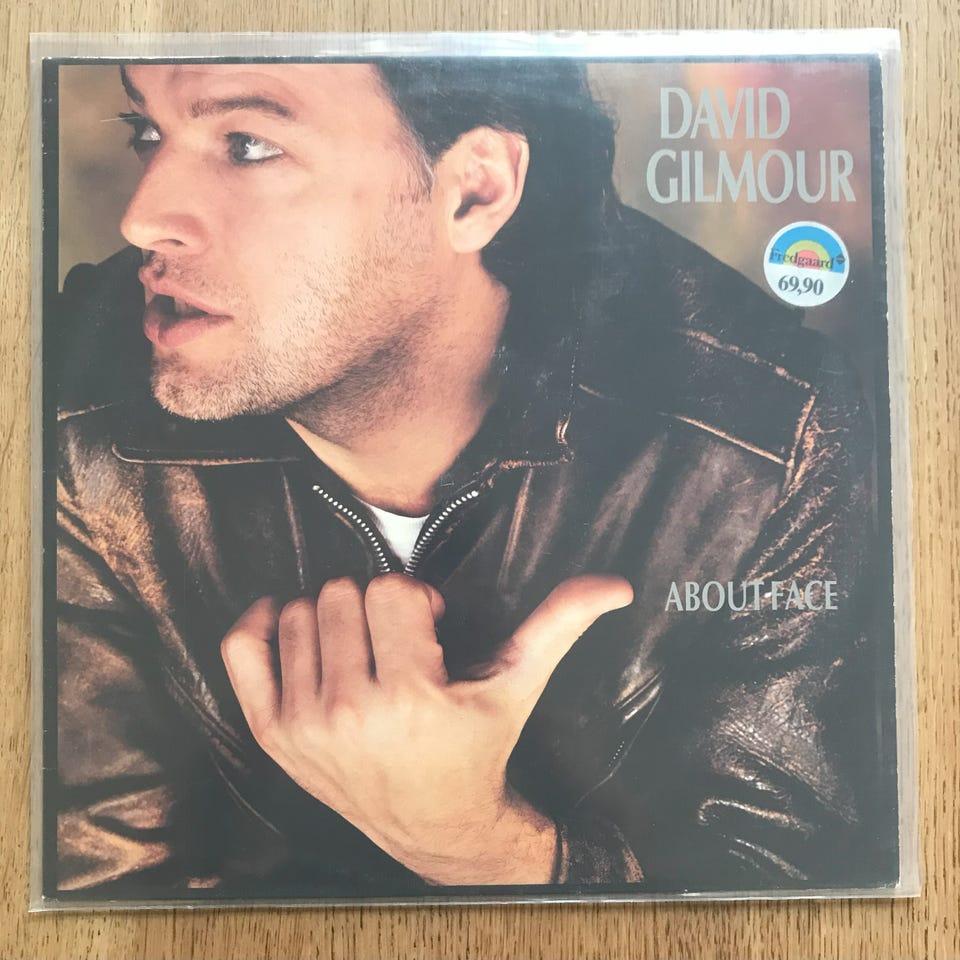 DAVID
GILMOUR
Fredgaard
69,90
ABOUT FACE